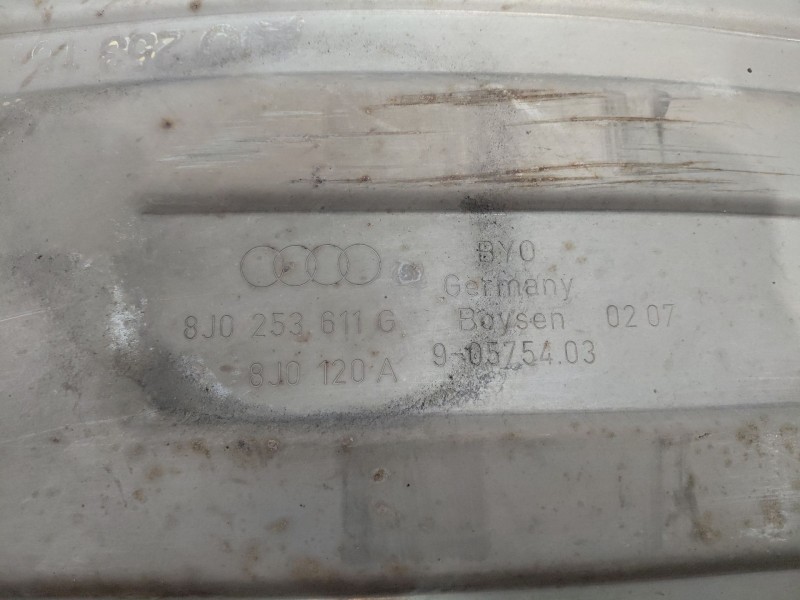 BYO
Germany
8J0 253 611 G Boysen 02 07
8J0 120 A 9-05754.03